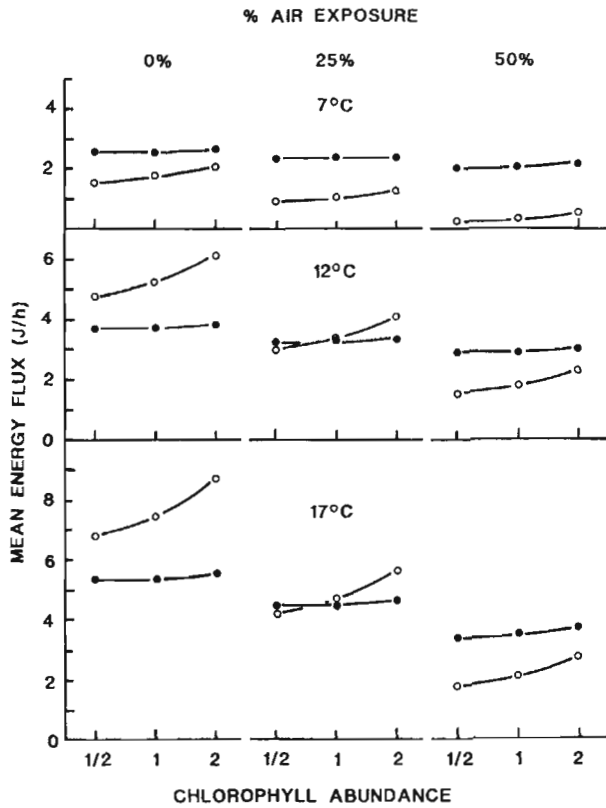 % AIR EXPOSURE
0% 25% 50%
7°C
4
2
12°C
6
4
2
0
17°C
8
6
4
2
0
MEAN ENERGY FLUX (J/h)
1/2 1 2 1/2 1 2 1/2 1 2
CHLOROPHYLL ABUNDANCE